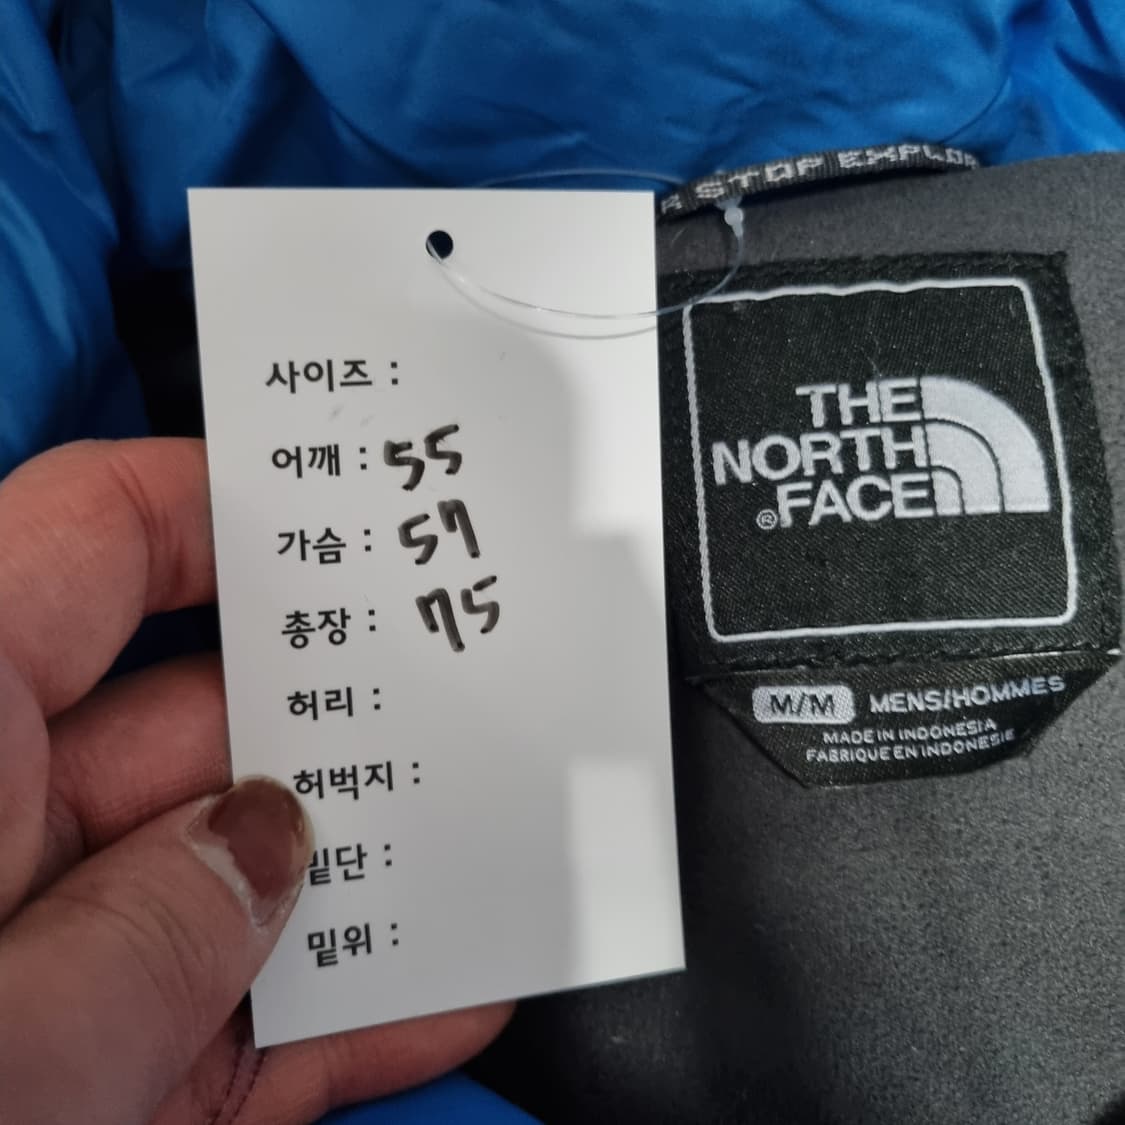 R STOP EXPLOR
사이즈 :
어깨 : 55
가슴 : 57
총장 : 75
허리 :
허벅지 :
밑단 :
밑위 :
THE
NORTH
®FACE
M/M MENS/HOMMES
MADE IN INDONESIA
FABRIQUE EN INDONESIE